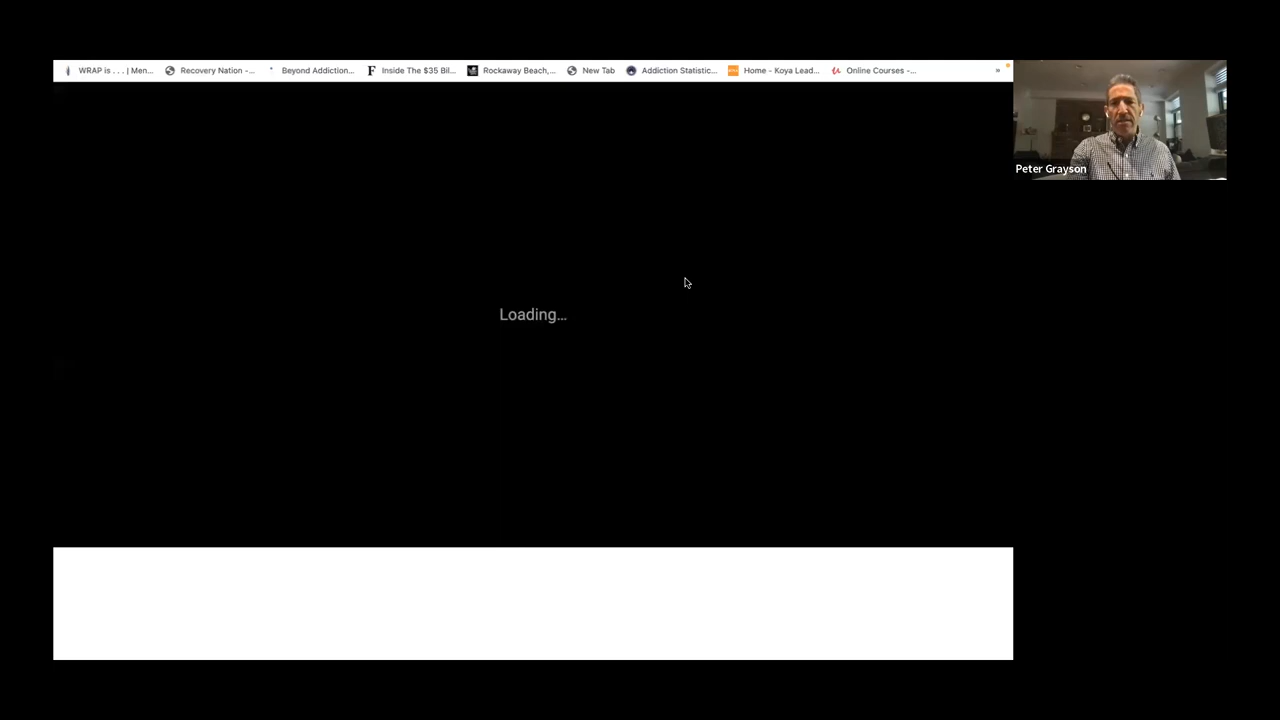 WRAP is . . . | Men... Recovery Nation -... Beyond Addiction... Inside The $35 Bil... Rockaway Beach,... New Tab Addiction Statistic... Home - Koya Lead... Online Courses -... »
Peter Grayson
Loading...